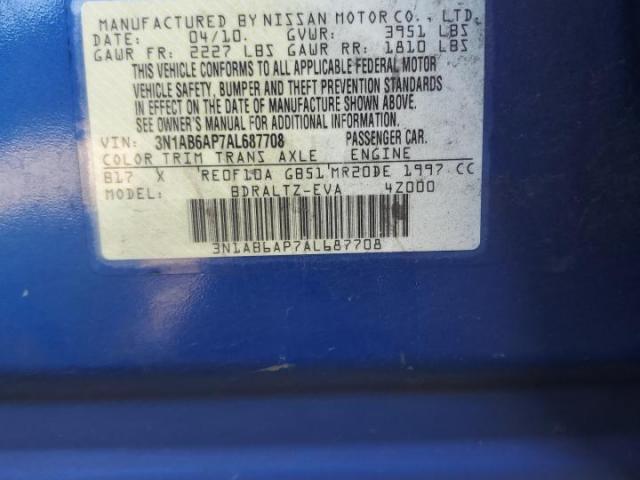 MANUFACTURED BY NISSAN MOTOR CO., LTD.
DATE: 04/10. GVWR: 3951 LBS
GAWR FR: 2227 LBS GAWR RR: 1810 LBS
THIS VEHICLE CONFORMS TO ALL APPLICABLE FEDERAL MOTOR
VEHICLE SAFETY, BUMPER AND THEFT PREVENTION STANDARDS
IN EFFECT ON THE DATE OF MANUFACTURE SHOWN ABOVE.
SEE OWNER'S MANUAL FOR ADDITIONAL INFORMATION.
VIN: 3N1AB6AP7AL687708 PASSENGER CAR.
COLOR TRIM TRANS AXLE ENGINE
B17 X RE0F10A GB51 MR20DE 1997 CC
MODEL: BDRALTZ-EVA 4Z000
3N1AB6AP7AL687708